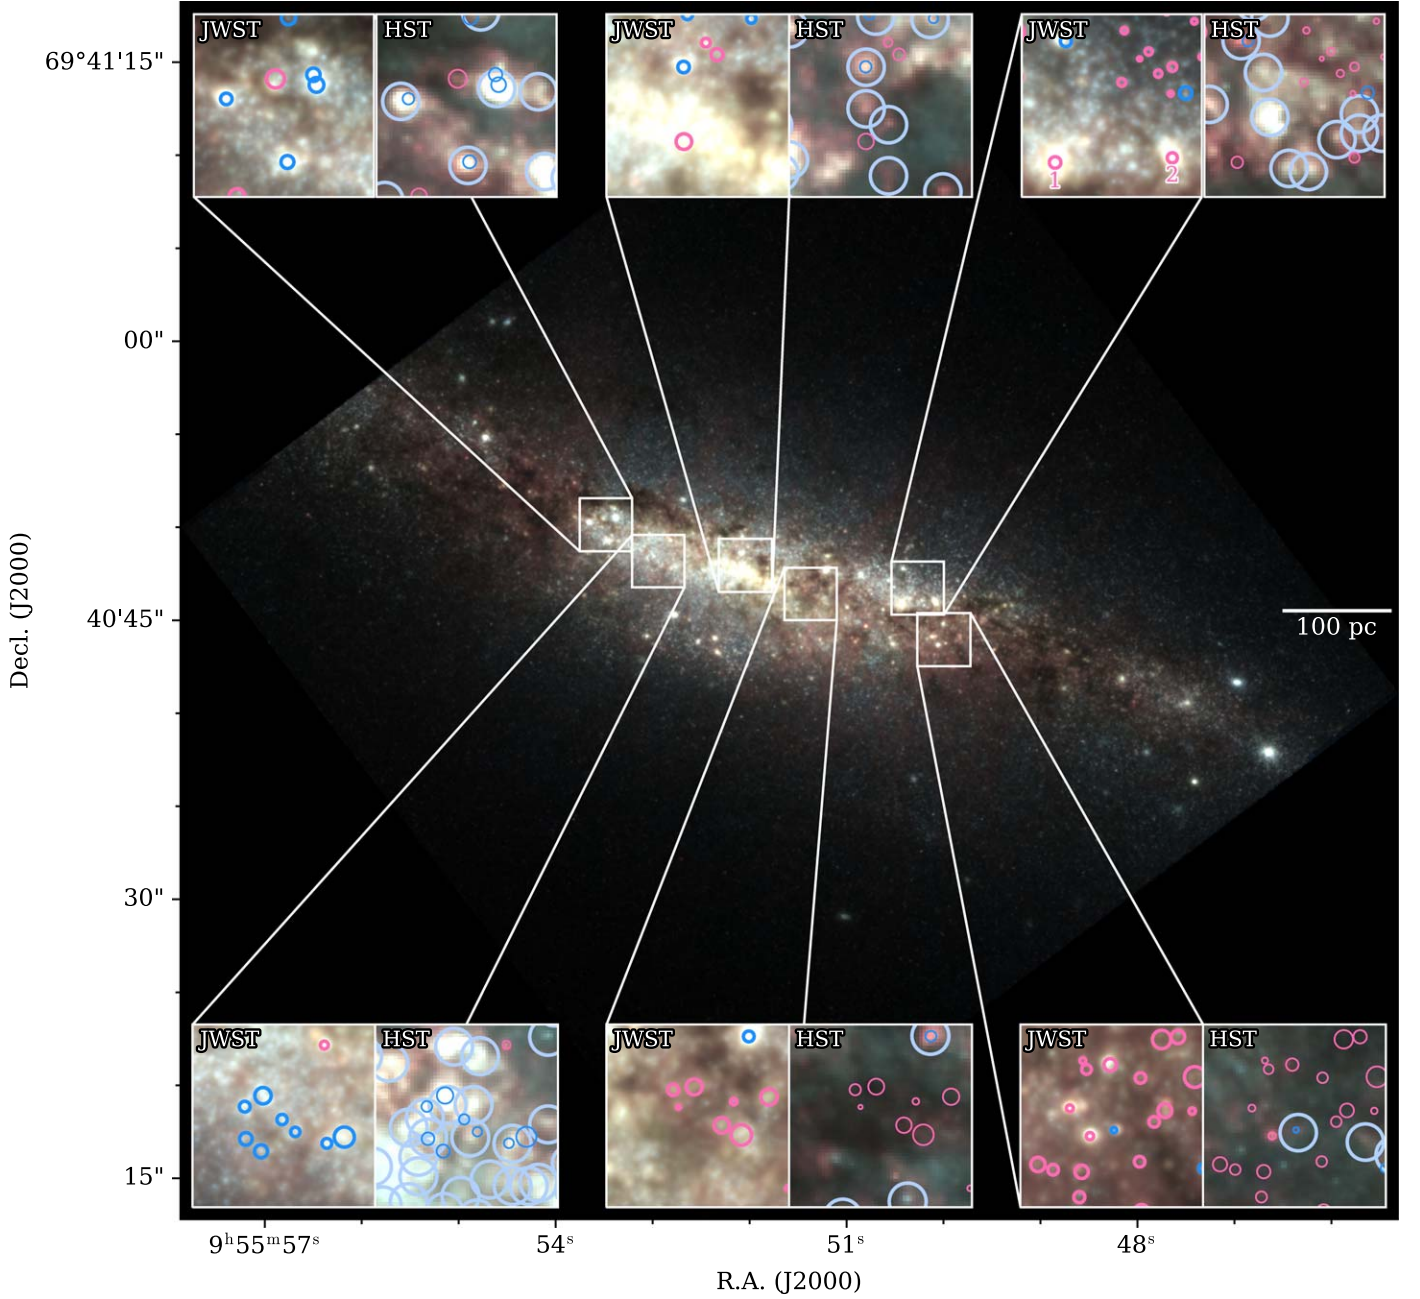 JWST HST JWST HST JWST HST
69°41'15"
1 2
00"
40'45"
100 pc
30"
JWST HST JWST HST JWST HST
15"
9ʰ55ᵐ57ˢ 54ˢ 51ˢ 48ˢ
R.A. (J2000)
Decl. (J2000)